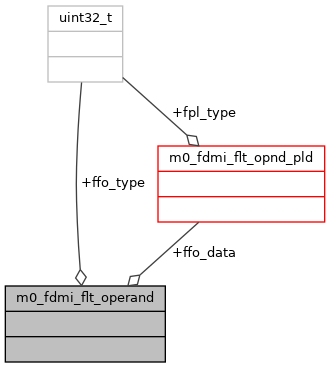 uint32_t
+fpl_type
m0_fdmi_flt_opnd_pld
+ffo_type
+ffo_data
m0_fdmi_flt_operand